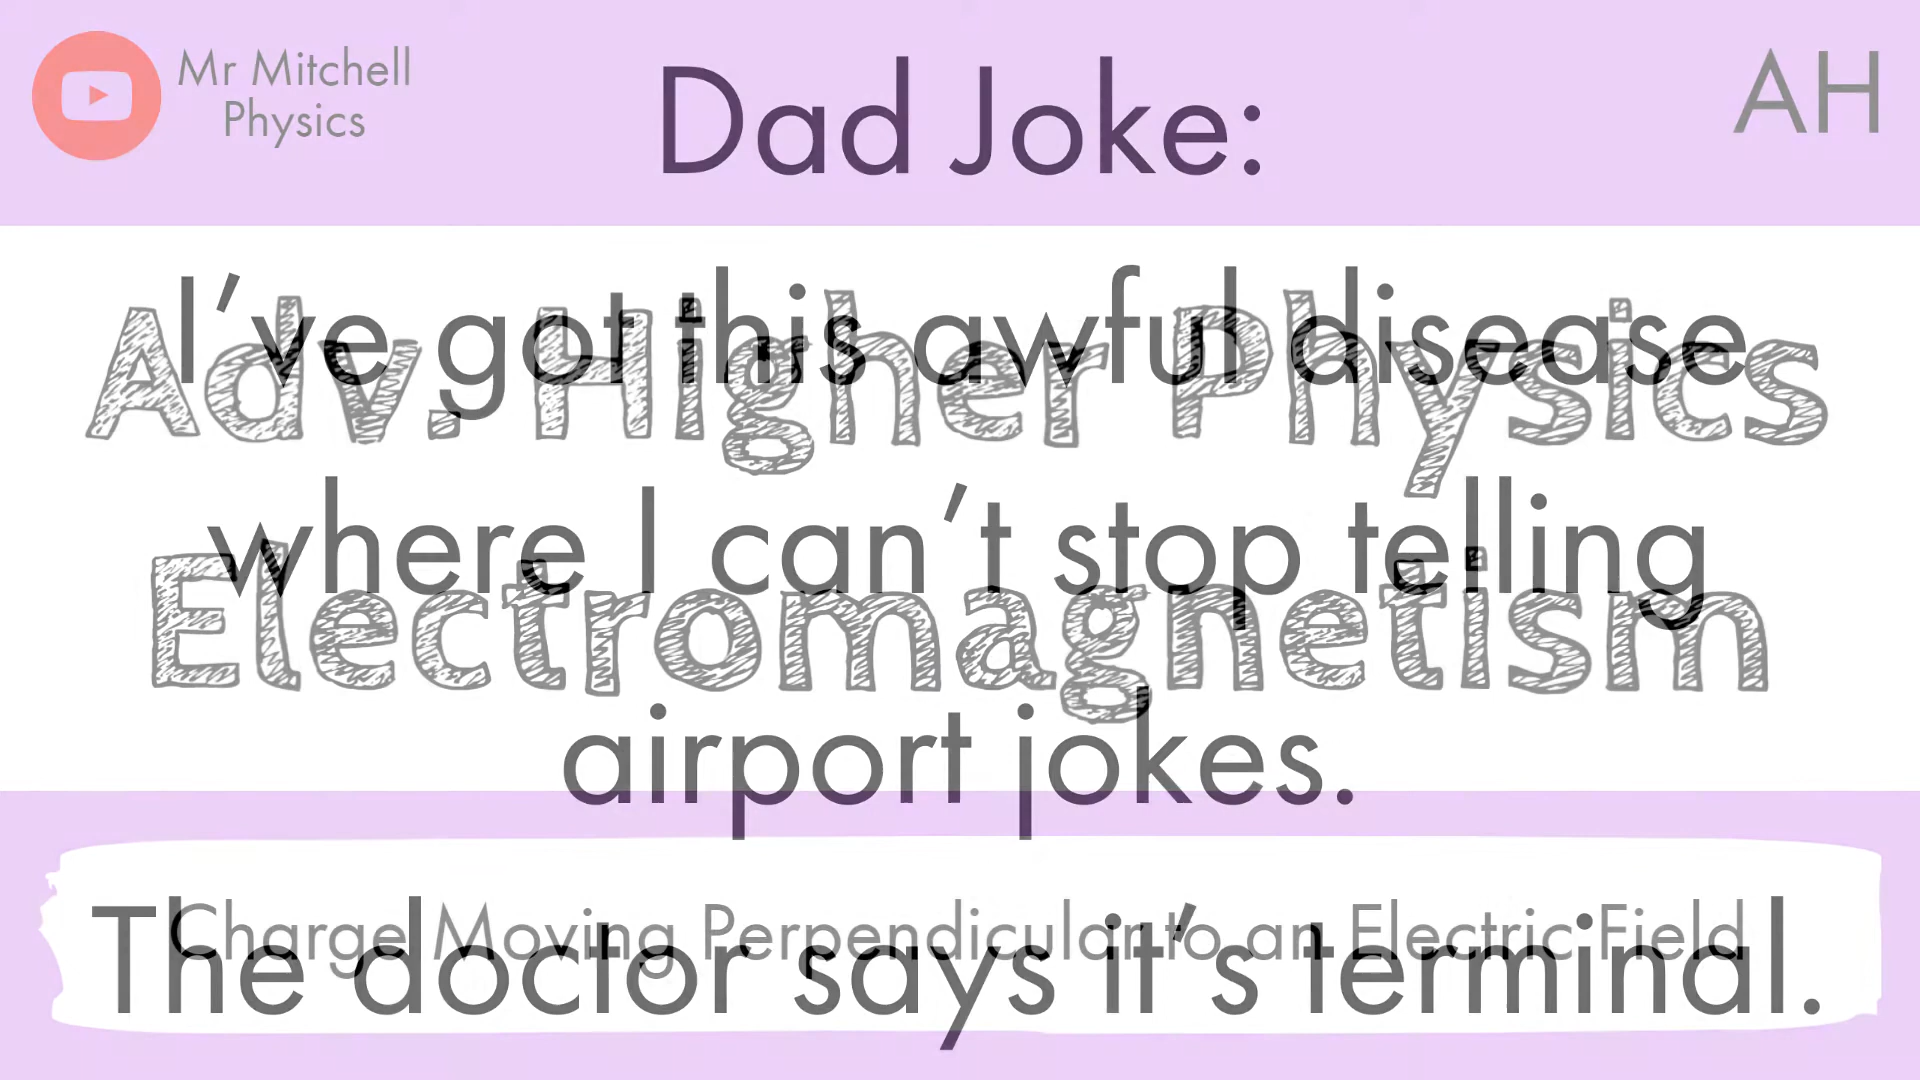 Mr Mitchell
Physics
Dad Joke:
AH
I've got this awful disease
where I can't stop telling
airport jokes.
The doctor says it's terminal.
Adv. Higher Physics
Electromagnetism
Charge Moving Perpendicular to an Electric Field